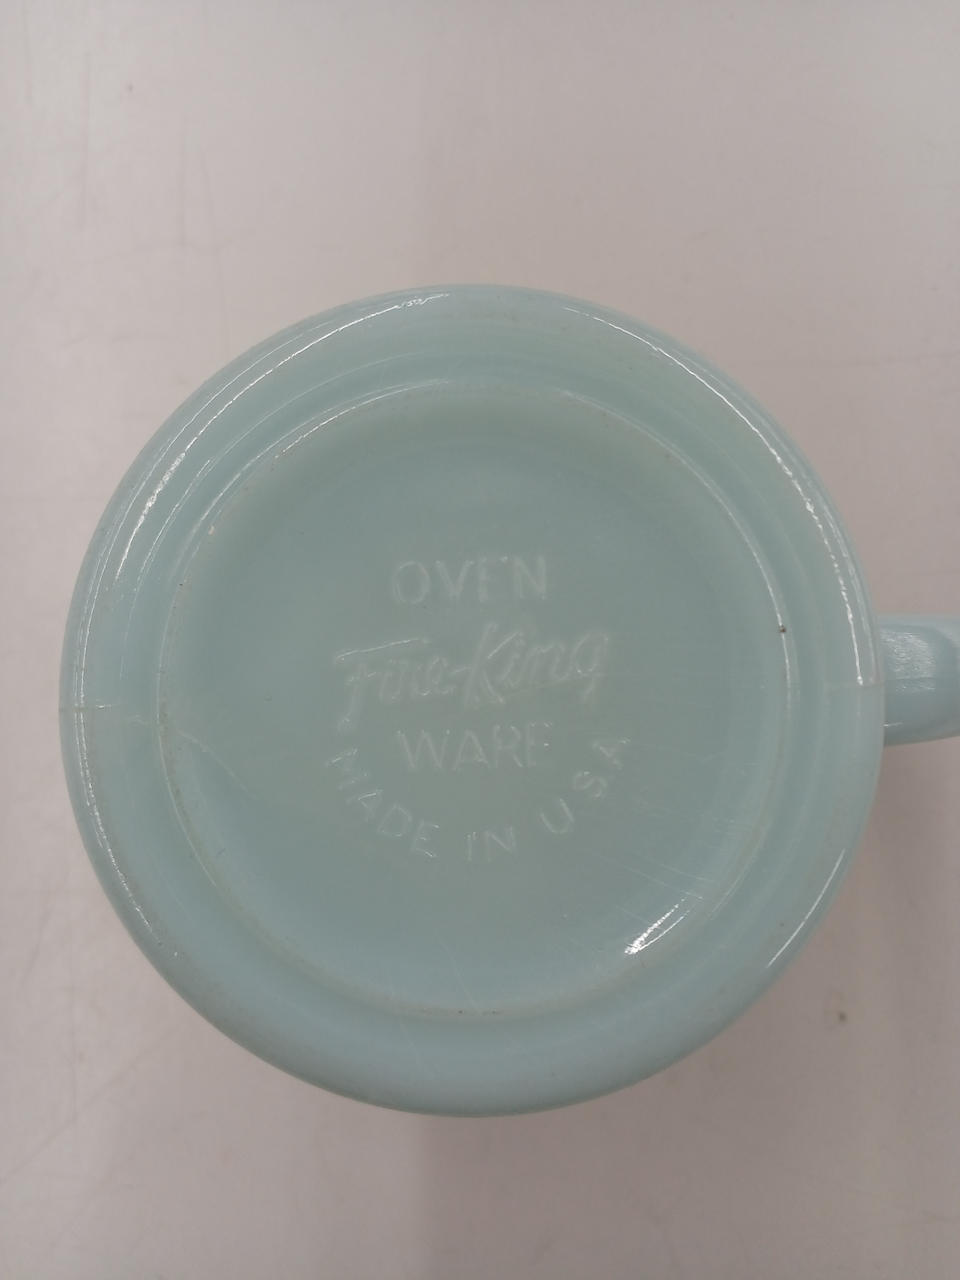 OVEN
Fire-King
WARE
MADE IN U.S.A